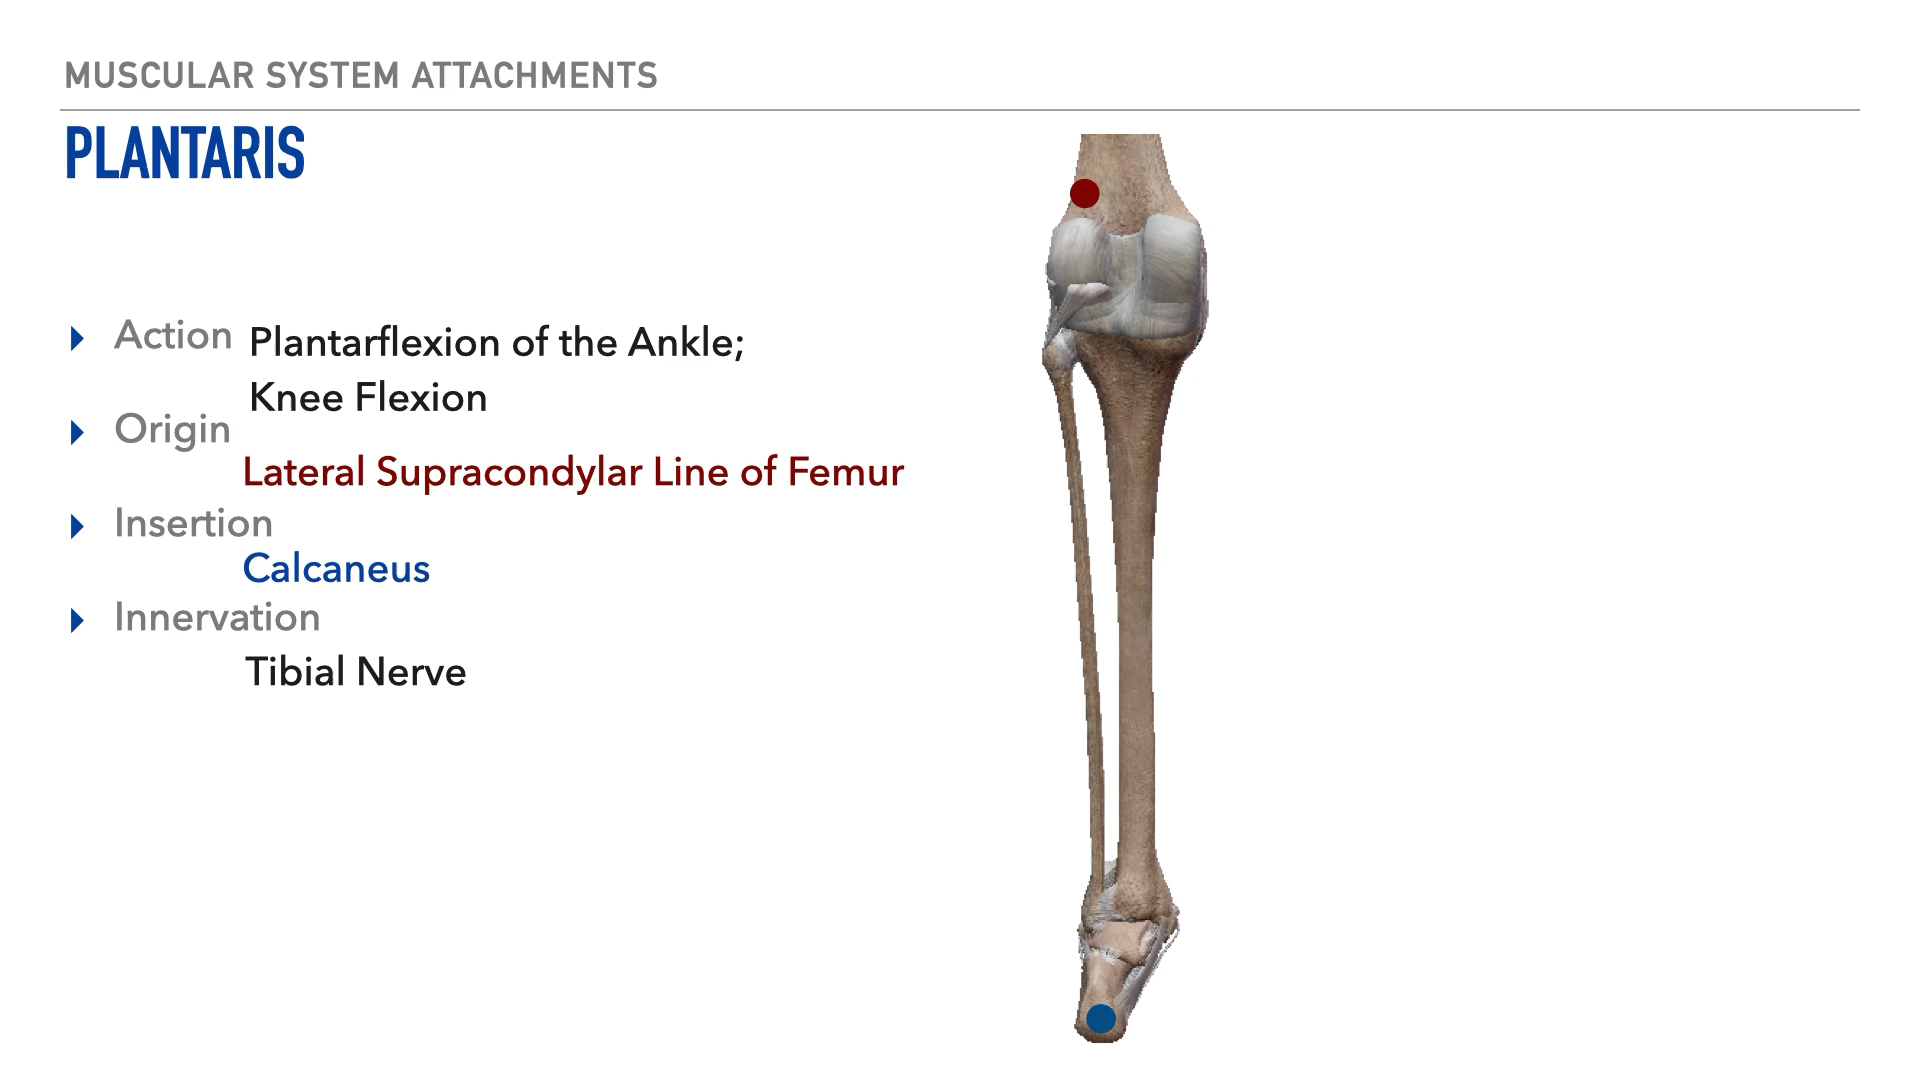 MUSCULAR SYSTEM ATTACHMENTS
PLANTARIS
Action
Plantarflexion of the Ankle;
Knee Flexion
Origin
Lateral Supracondylar Line of Femur
Insertion
Calcaneus
Innervation
Tibial Nerve